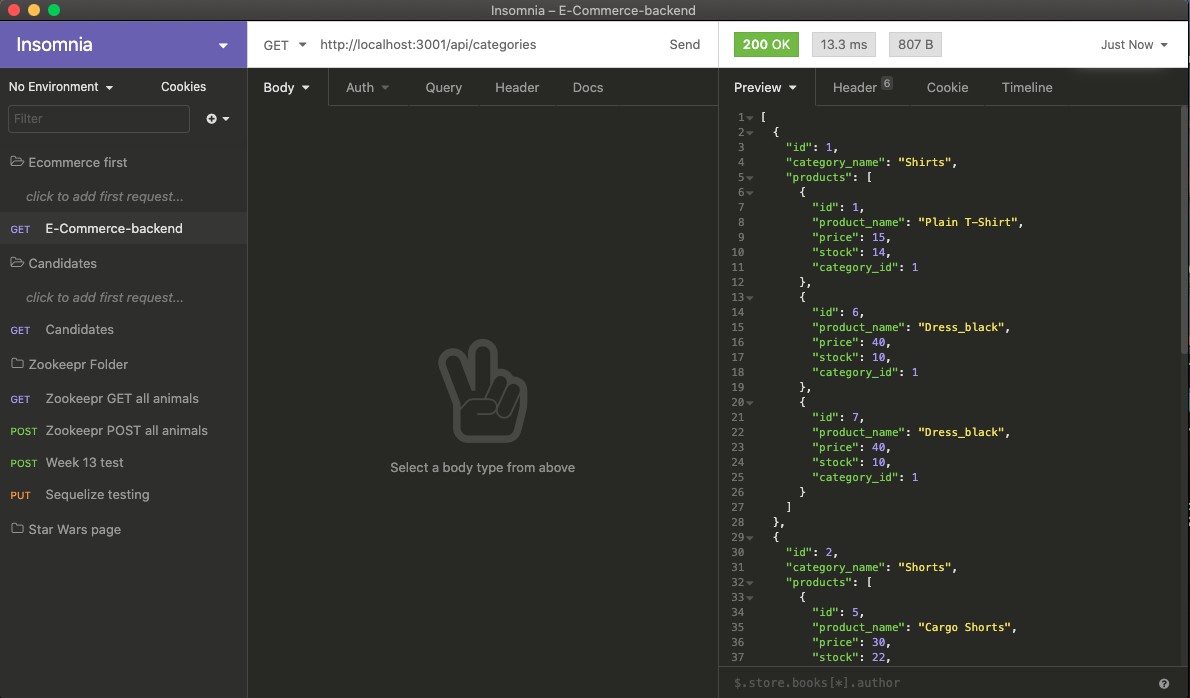 Insomnia – E-Commerce-backend
Insomnia
GET http://localhost:3001/api/categories Send
200 OK 13.3 ms 807 B Just Now
No Environment Cookies
Body Auth Query Header Docs
Preview Header 6 Cookie Timeline
Filter
Ecommerce first
click to add first request...
GET E-Commerce-backend
Candidates
click to add first request...
GET Candidates
Zookeepr Folder
GET Zookeepr GET all animals
POST Zookeepr POST all animals
POST Week 13 test
PUT Sequelize testing
Star Wars page
Select a body type from above
1 [
2 {
3 "id": 1,
4 "category_name": "Shirts",
5 "products": [
6 {
7 "id": 1,
8 "product_name": "Plain T-Shirt",
9 "price": 15,
10 "stock": 14,
11 "category_id": 1
12 },
13 {
14 "id": 6,
15 "product_name": "Dress_black",
16 "price": 40,
17 "stock": 10,
18 "category_id": 1
19 },
20 {
21 "id": 7,
22 "product_name": "Dress_black",
23 "price": 40,
24 "stock": 10,
25 "category_id": 1
26 }
27 ]
28 },
29 {
30 "id": 2,
31 "category_name": "Shorts",
32 "products": [
33 {
34 "id": 5,
35 "product_name": "Cargo Shorts",
36 "price": 30,
37 "stock": 22,
$.store.books[*].author